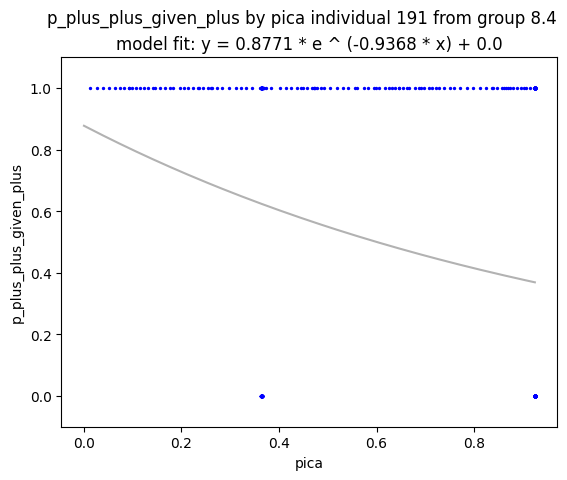 p_plus_plus_given_plus by pica individual 191 from group 8.4
model fit: y = 0.8771 * e ^ (-0.9368 * x) + 0.0
1.0
0.8
0.6
0.4
0.2
0.0
p_plus_plus_given_plus
0.0 0.2 0.4 0.6 0.8
pica